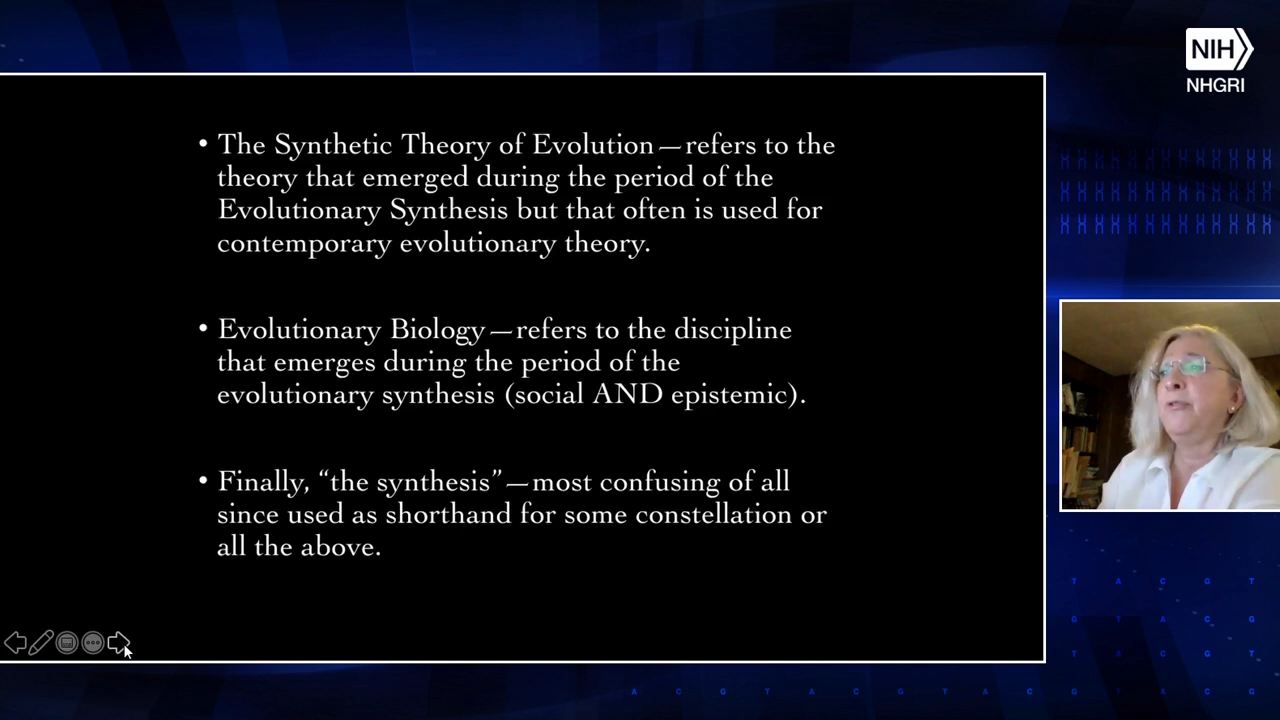 NIH
NHGRI
• The Synthetic Theory of Evolution—refers to the
theory that emerged during the period of the
Evolutionary Synthesis but that often is used for
contemporary evolutionary theory.
• Evolutionary Biology—refers to the discipline
that emerges during the period of the
evolutionary synthesis (social AND epistemic).
• Finally, “the synthesis”—most confusing of all
since used as shorthand for some constellation or
all the above.
T A C G T
G T A C G
C G T A C
A C G T A C G T A C G T A C G